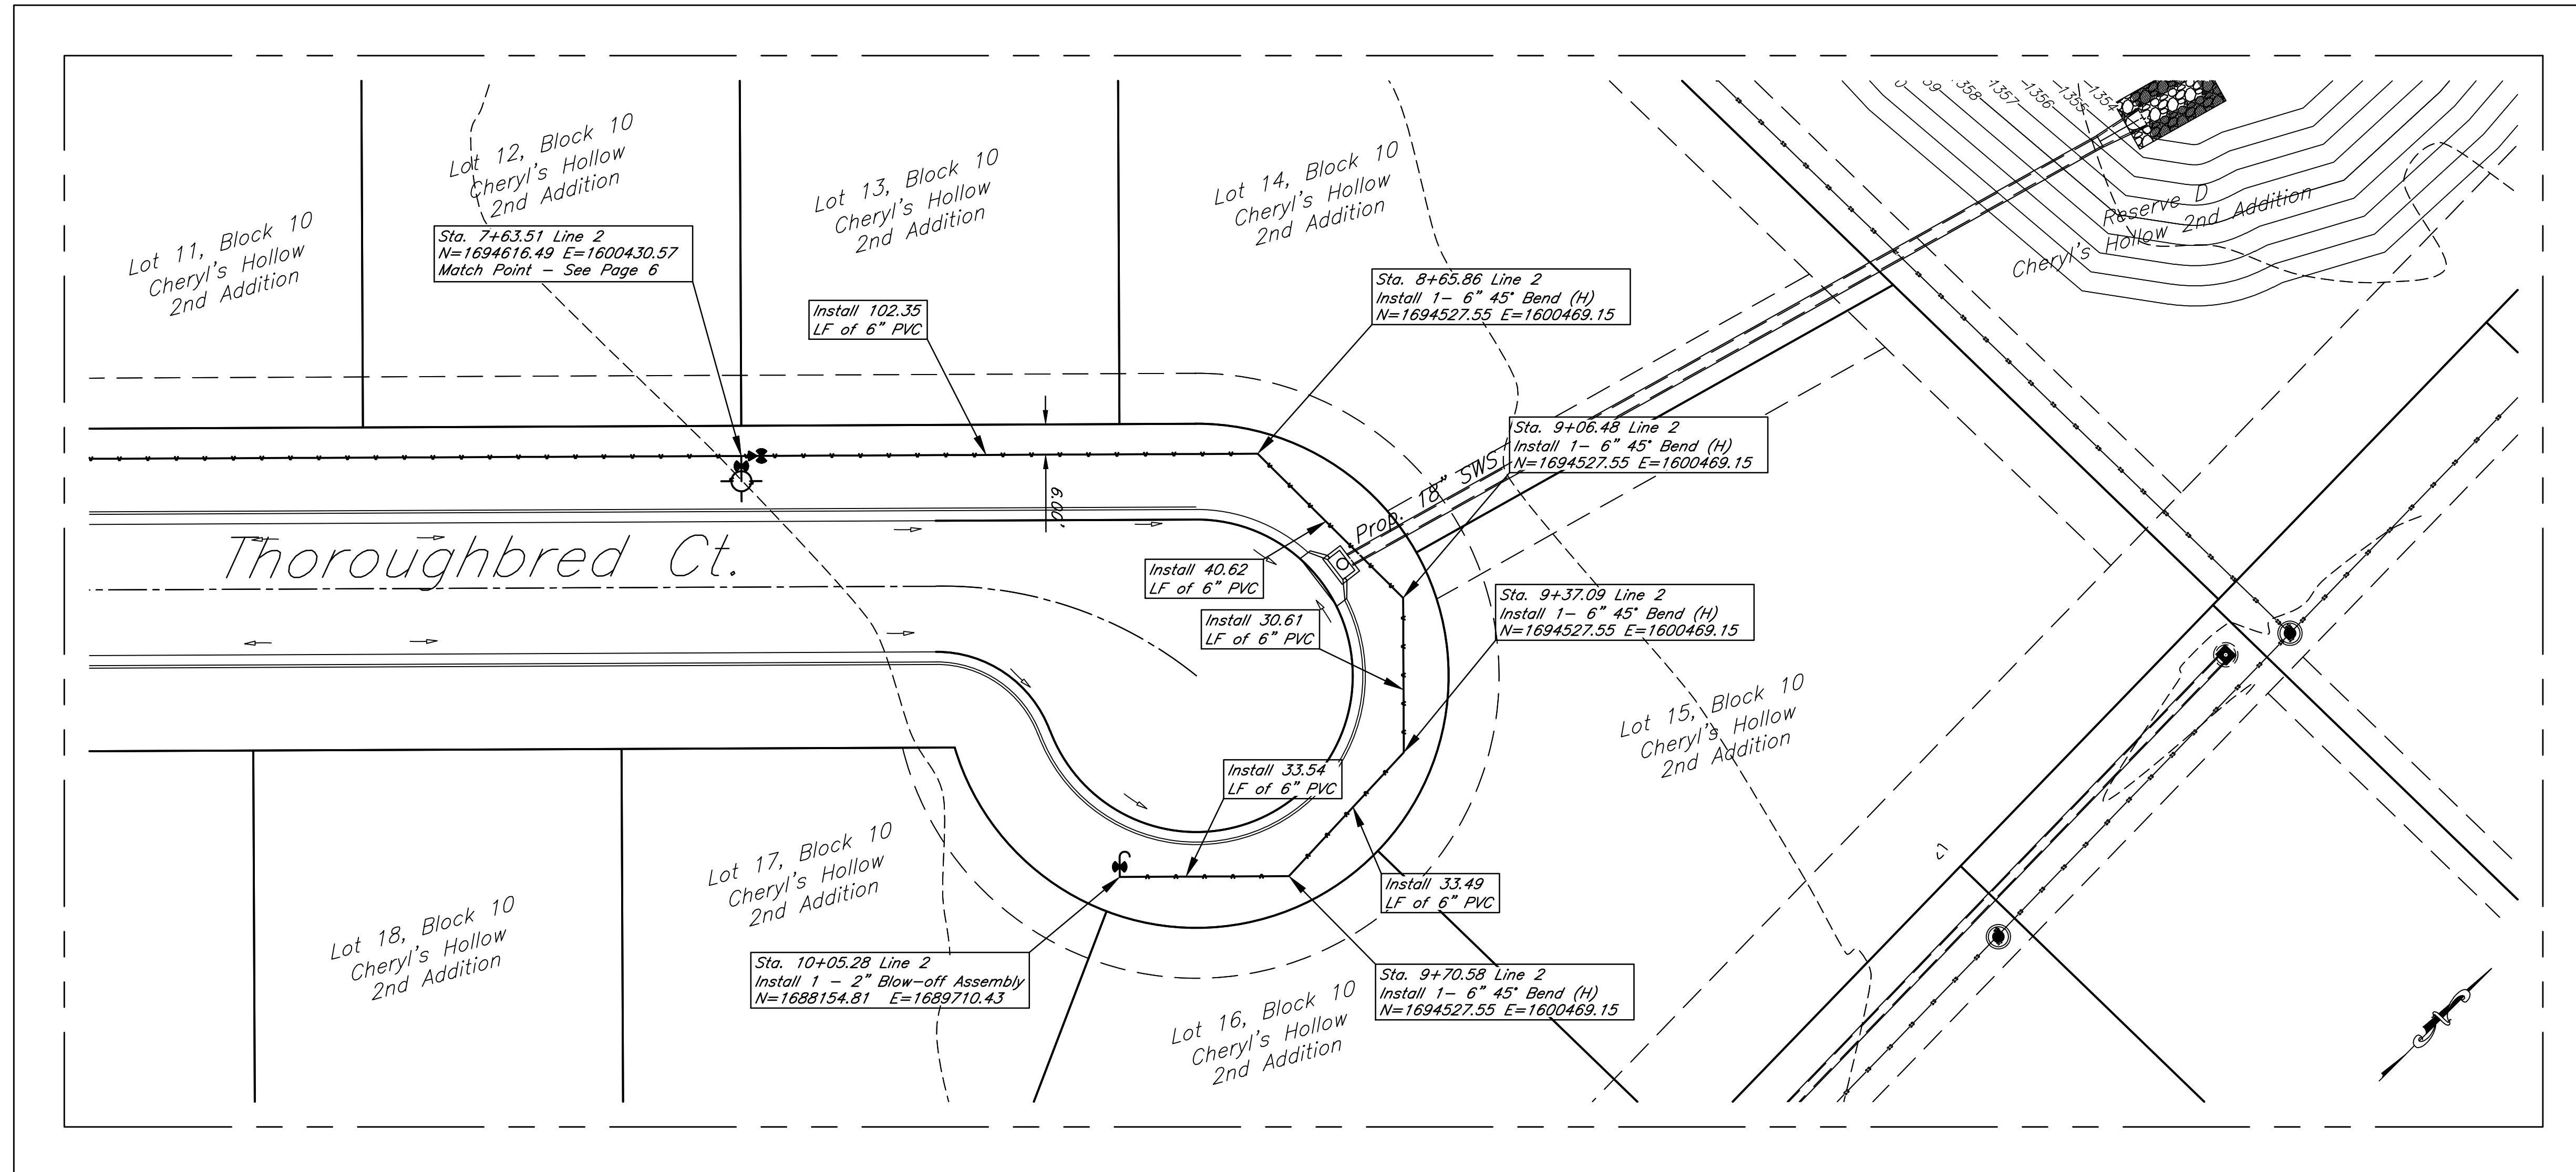 Lot 11, Block 10
Cheryl's Hollow
2nd Addition
Lot 12, Block 10
Cheryl's Hollow
2nd Addition
Lot 13, Block 10
Cheryl's Hollow
2nd Addition
Lot 14, Block 10
Cheryl's Hollow
2nd Addition
1358
1357
1356
1355
1354
Reserve D
Cheryl's Hollow 2nd Addition
Sta. 7+63.51 Line 2
N=1694616.49 E=1600430.57
Match Point - See Page 6
Install 102.35
LF of 6" PVC
Sta. 8+65.86 Line 2
Install 1- 6" 45° Bend (H)
N=1694527.55 E=1600469.15
Sta. 9+06.48 Line 2
Install 1- 6" 45° Bend (H)
N=1694527.55 E=1600469.15
Prop. 18" SWS
6.00'
Thoroughbred Ct.
Install 40.62
LF of 6" PVC
Install 30.61
LF of 6" PVC
Sta. 9+37.09 Line 2
Install 1- 6" 45° Bend (H)
N=1694527.55 E=1600469.15
Lot 15, Block 10
Cheryl's Hollow
2nd Addition
Install 33.54
LF of 6" PVC
Install 33.49
LF of 6" PVC
Lot 17, Block 10
Cheryl's Hollow
2nd Addition
Lot 18, Block 10
Cheryl's Hollow
2nd Addition
Sta. 10+05.28 Line 2
Install 1 - 2" Blow-off Assembly
N=1688154.81 E=1689710.43
Sta. 9+70.58 Line 2
Install 1- 6" 45° Bend (H)
N=1694527.55 E=1600469.15
Lot 16, Block 10
Cheryl's Hollow
2nd Addition